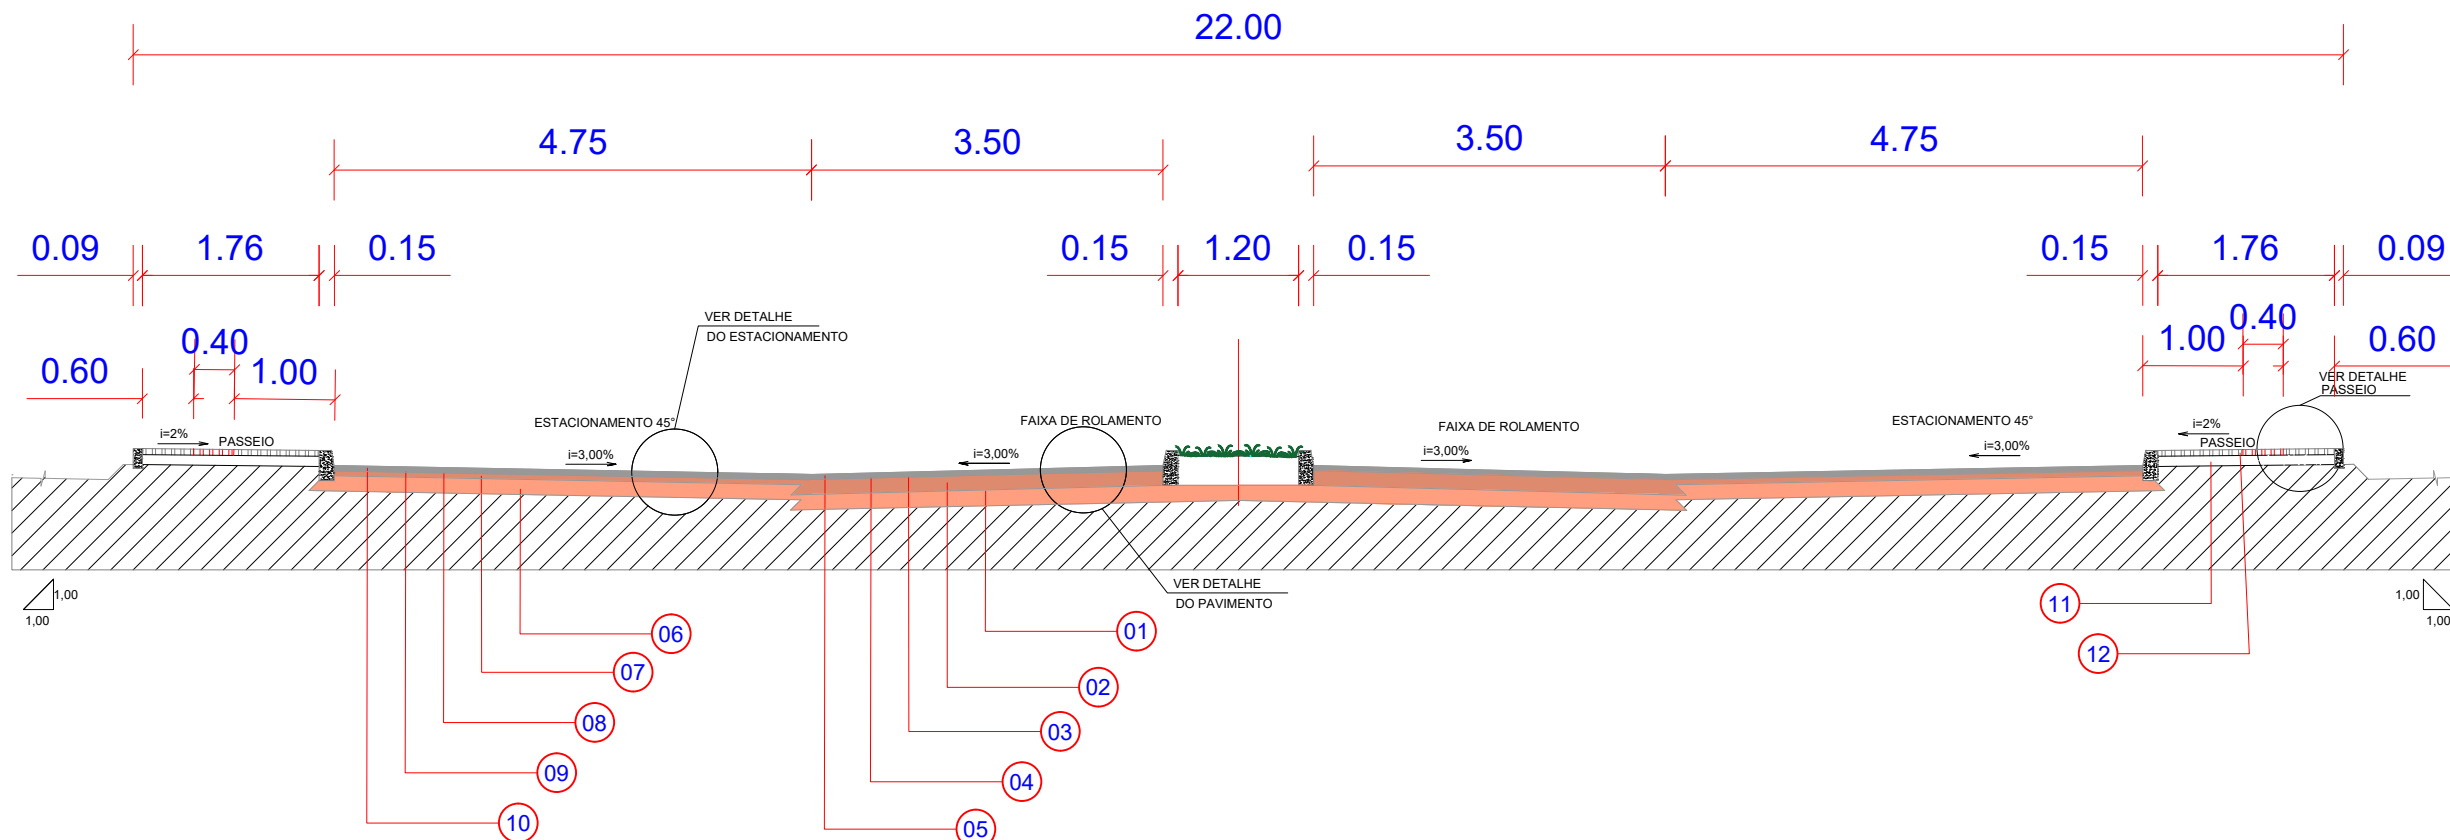 22.00
4.75
3.50
3.50
4.75
0.09
1.76
0.15
0.15
1.20
0.15
0.15
1.76
0.09
0.40
0.60
1.00
0.40
1.00
0.60
VER DETALHE
DO ESTACIONAMENTO
VER DETALHE
PASSEIO
i=2%
PASSEIO
ESTACIONAMENTO 45°
i=3,00%
FAIXA DE ROLAMENTO
i=3,00%
FAIXA DE ROLAMENTO
i=3,00%
ESTACIONAMENTO 45°
i=3,00%
i=2%
PASSEIO
1,00
1,00
VER DETALHE
DO PAVIMENTO
1,00
1,00
06
01
11
07
02
12
08
03
09
04
10
05